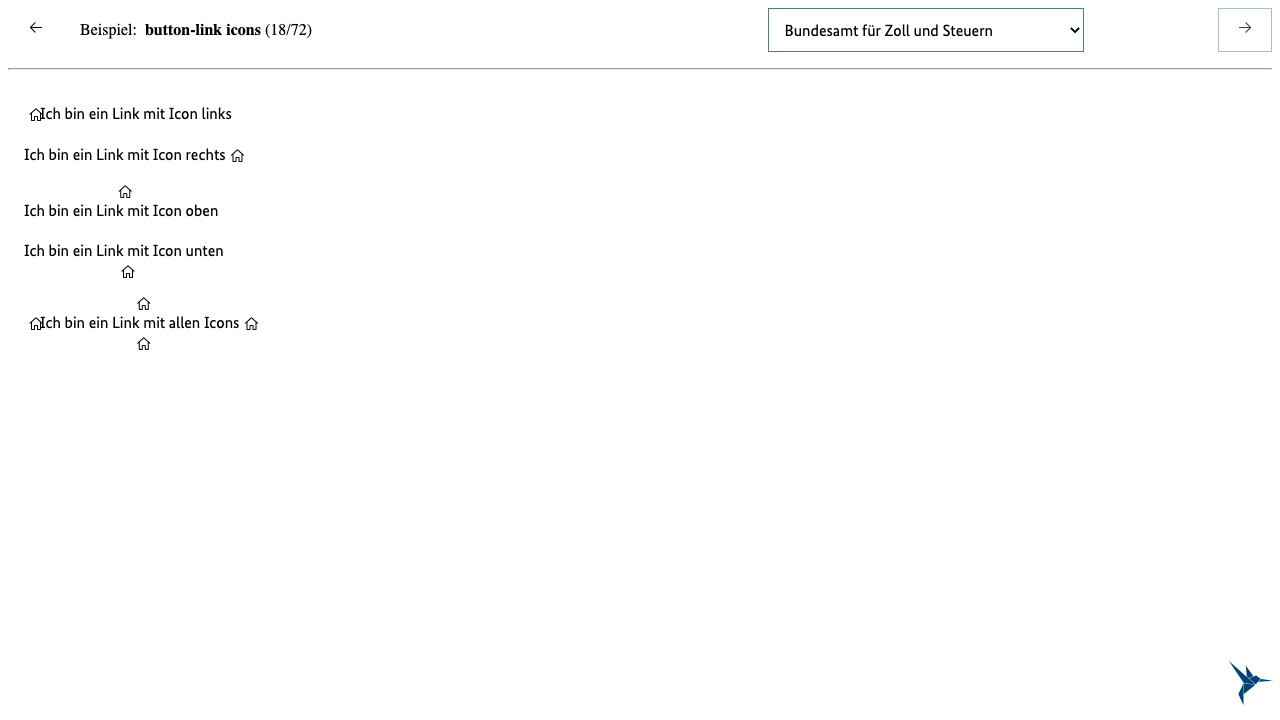 Beispiel: button-link icons (18/72)
Bundesamt für Zoll und Steuern
Ich bin ein Link mit Icon links
Ich bin ein Link mit Icon rechts
Ich bin ein Link mit Icon oben
Ich bin ein Link mit Icon unten
Ich bin ein Link mit allen Icons